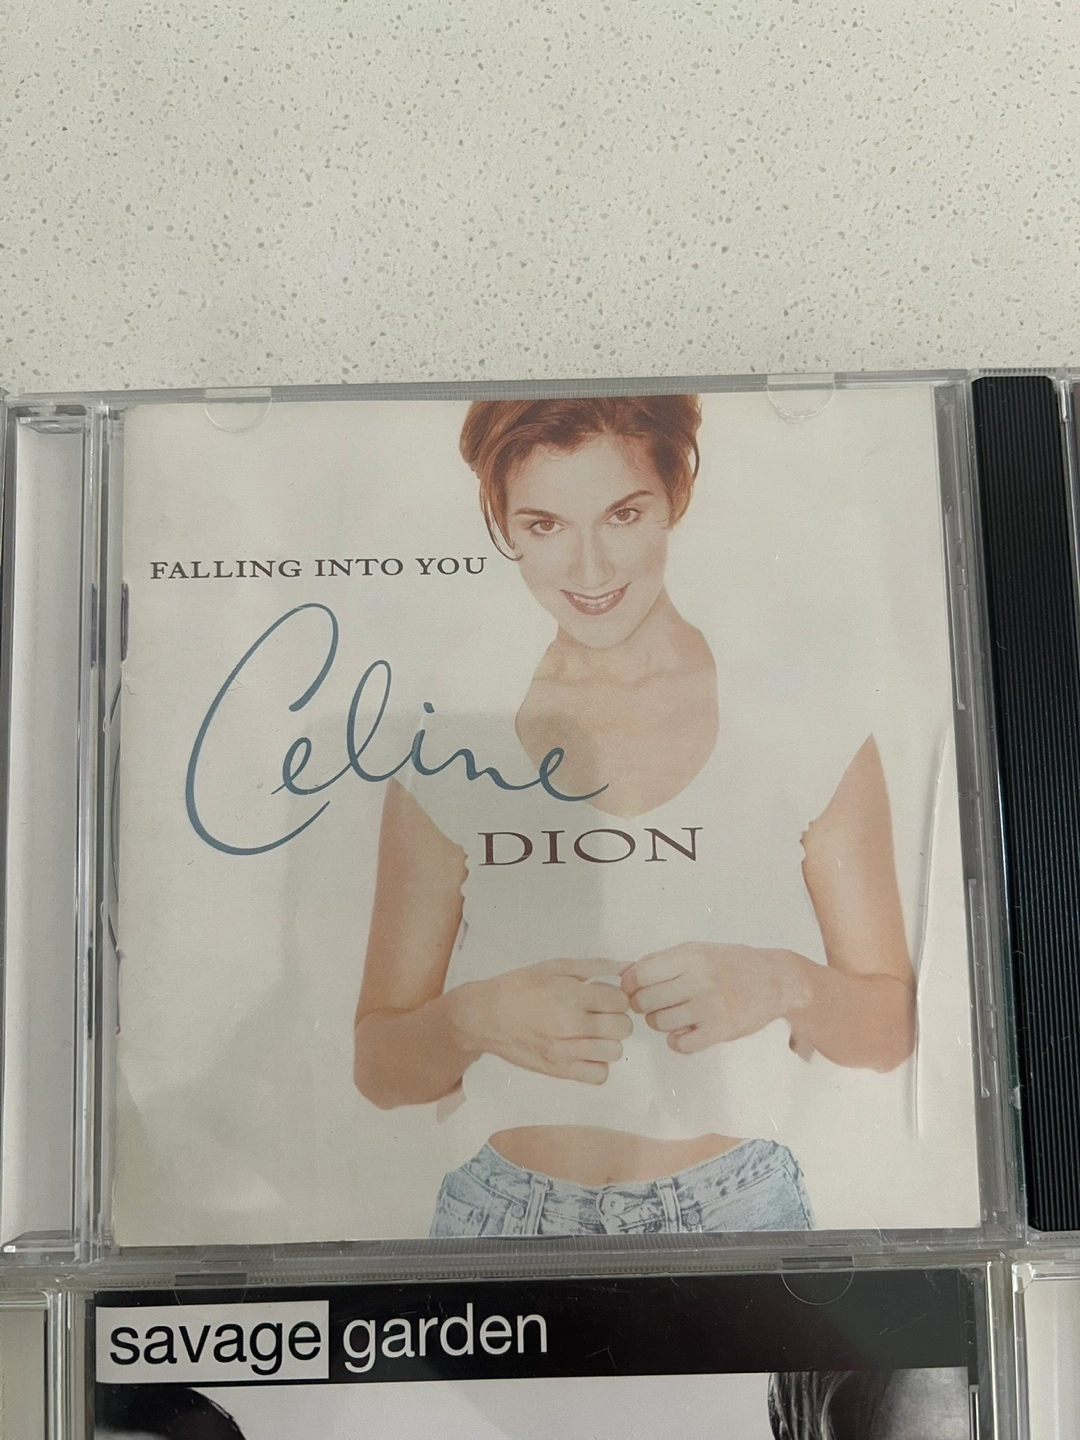 FALLING INTO YOU
Celine
DION
savage garden